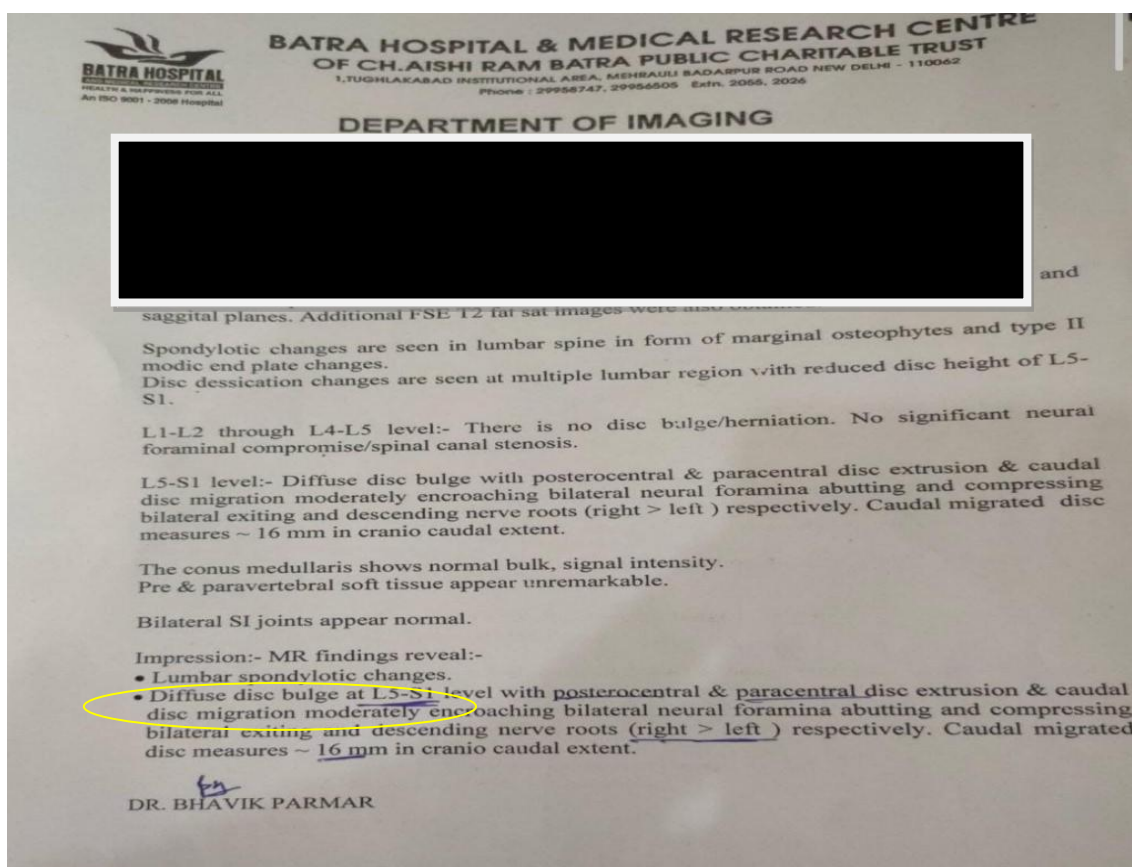 BATRA HOSPITAL & MEDICAL RESEARCH CENTRE
OF CH.AISHI RAM BATRA PUBLIC CHARITABLE TRUST
1,TUGHLAKABAD INSTITUTIONAL AREA, MEHRAULI BADARPUR ROAD NEW DELHI - 110062
Phone : 29958747, 29956505 Extn. 2055, 2026
BATRA HOSPITAL
AND MEDICAL RESEARCH CENTRE
HEALTH & HAPPINESS FOR ALL
An ISO 9001 - 2008 Hospital
DEPARTMENT OF IMAGING
and
saggital planes. Additional FSE T2 fat sat images were also
Spondylotic changes are seen in lumbar spine in form of marginal osteophytes and type II
modic end plate changes.
Disc dessication changes are seen at multiple lumbar region with reduced disc height of L5-
S1.
L1-L2 through L4-L5 level:- There is no disc bulge/herniation. No significant neural
foraminal compromise/spinal canal stenosis.
L5-S1 level:- Diffuse disc bulge with posterocentral & paracentral disc extrusion & caudal
disc migration moderately encroaching bilateral neural foramina abutting and compressing
bilateral exiting and descending nerve roots (right > left ) respectively. Caudal migrated disc
measures ~ 16 mm in cranio caudal extent.
The conus medullaris shows normal bulk, signal intensity.
Pre & paravertebral soft tissue appear unremarkable.
Bilateral SI joints appear normal.
Impression:- MR findings reveal:-
• Lumbar spondylotic changes.
• Diffuse disc bulge at L5-S1 level with posterocentral & paracentral disc extrusion & caudal
disc migration moderately encroaching bilateral neural foramina abutting and compressing
bilateral exiting and descending nerve roots (right > left ) respectively. Caudal migrated
disc measures ~ 16 mm in cranio caudal extent.
DR. BHAVIK PARMAR